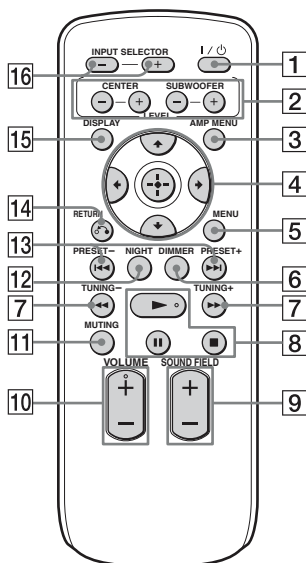 INPUT SELECTOR
I / ⏻
1
16
CENTER
SUBWOOFER
2
LEVEL
DISPLAY
AMP MENU
15
3
4
14
RETURN
MENU
5
13
PRESET–
NIGHT
DIMMER
PRESET+
12
6
TUNING–
TUNING+
7
7
11
MUTING
8
VOLUME
SOUND FIELD
10
9